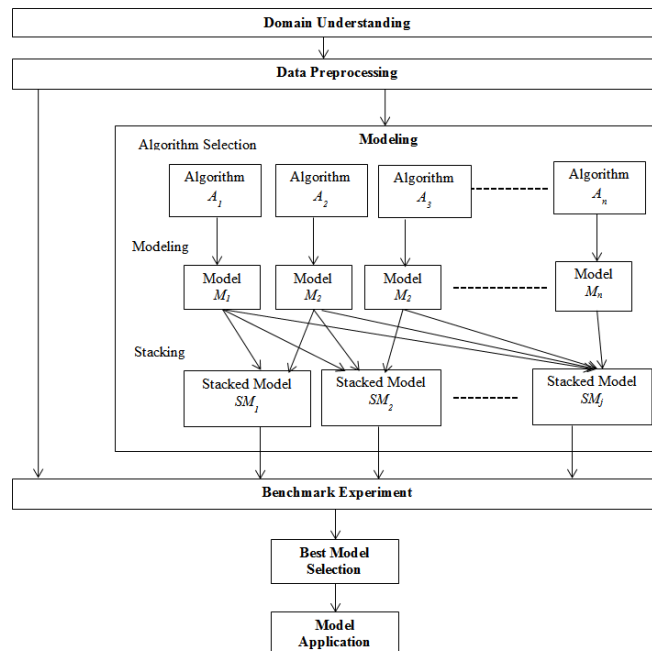 Domain Understanding
Data Preprocessing
Modeling
Algorithm Selection
Algorithm
A1
Algorithm
A2
Algorithm
A3
Algorithm
An
Modeling
Model
M1
Model
M2
Model
M2
Model
Mn
Stacking
Stacked Model
SM1
Stacked Model
SM2
Stacked Model
SMj
Benchmark Experiment
Best Model
Selection
Model
Application